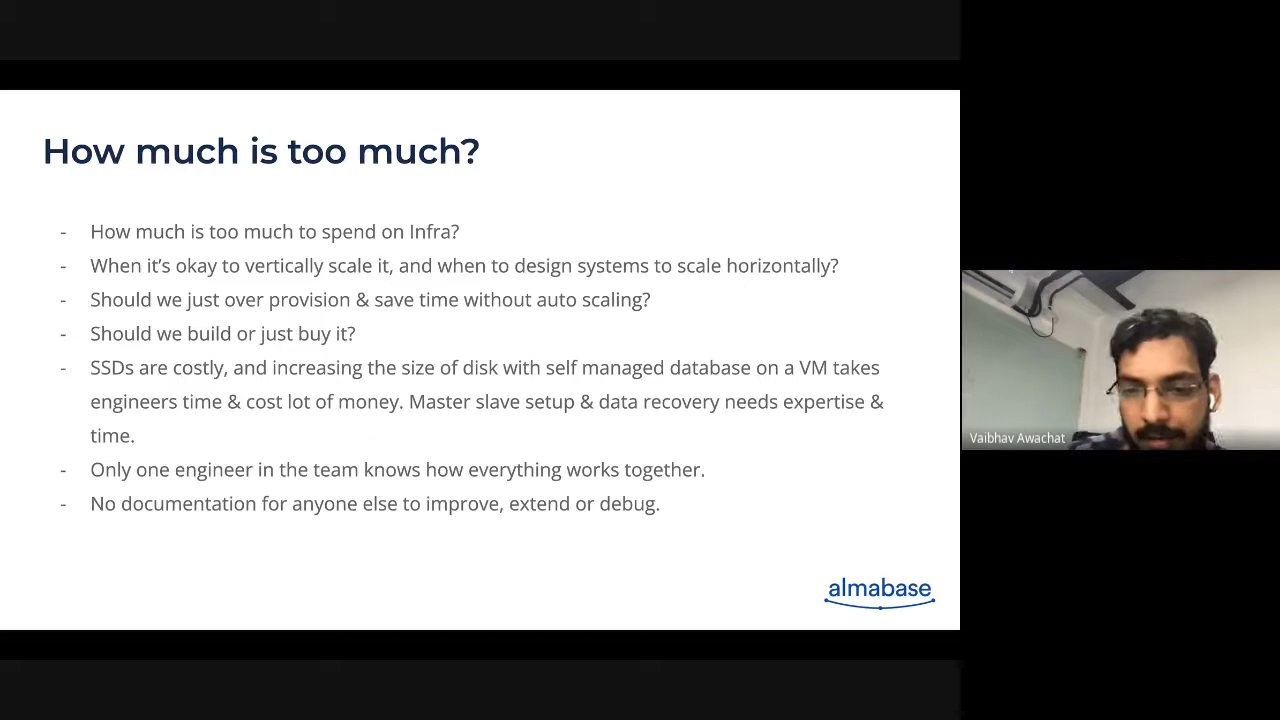 How much is too much?
- How much is too much to spend on Infra?
- When it's okay to vertically scale it, and when to design systems to scale horizontally?
- Should we just over provision & save time without auto scaling?
- Should we build or just buy it?
- SSDs are costly, and increasing the size of disk with self managed database on a VM takes
engineers time & cost lot of money. Master slave setup & data recovery needs expertise &
time.
- Only one engineer in the team knows how everything works together.
- No documentation for anyone else to improve, extend or debug.
almabase
Vaibhav Awachat